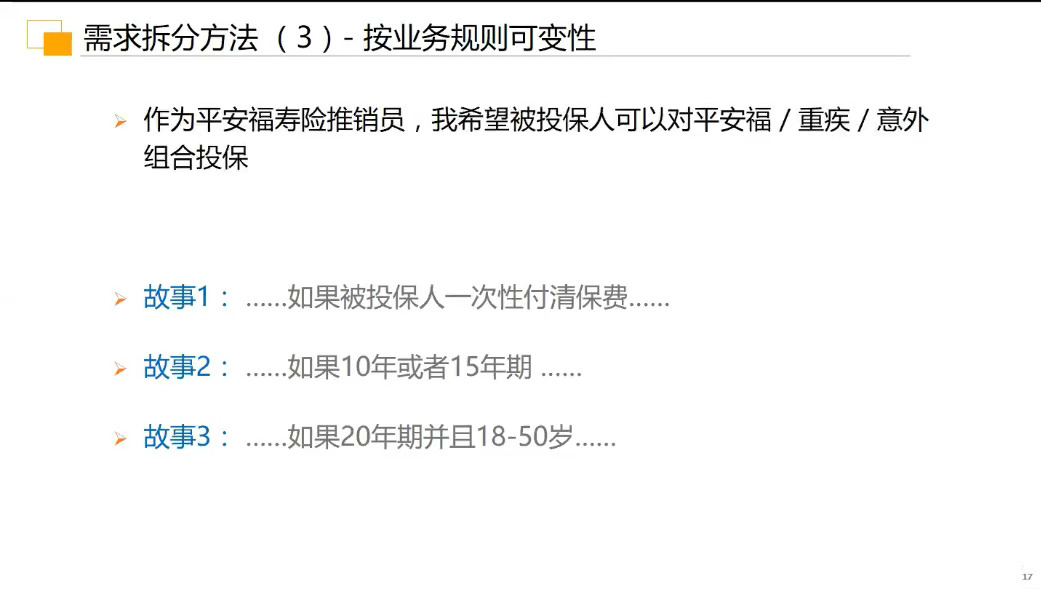 需求拆分方法（3）- 按业务规则可变性
作为平安福寿险推销员，我希望被投保人可以对平安福 / 重疾 / 意外
组合投保
故事1： ……如果被投保人一次性付清保费……
故事2： ……如果10年或者15年期 ……
故事3： ……如果20年期并且18-50岁……
17